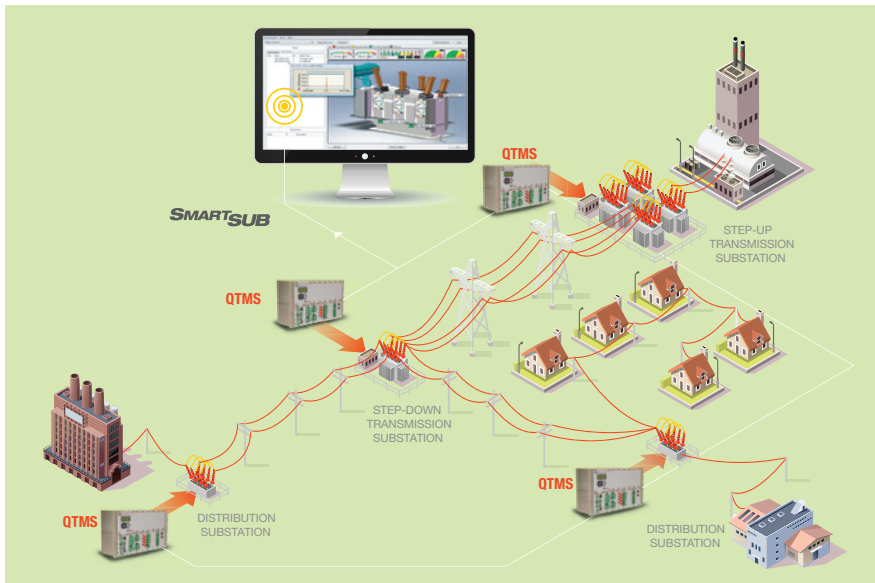 QTMS
SMARTSUB
STEP-UP
TRANSMISSION
SUBSTATION
QTMS
STEP-DOWN
TRANSMISSION
SUBSTATION
QTMS
DISTRIBUTION
SUBSTATION
QTMS
DISTRIBUTION
SUBSTATION